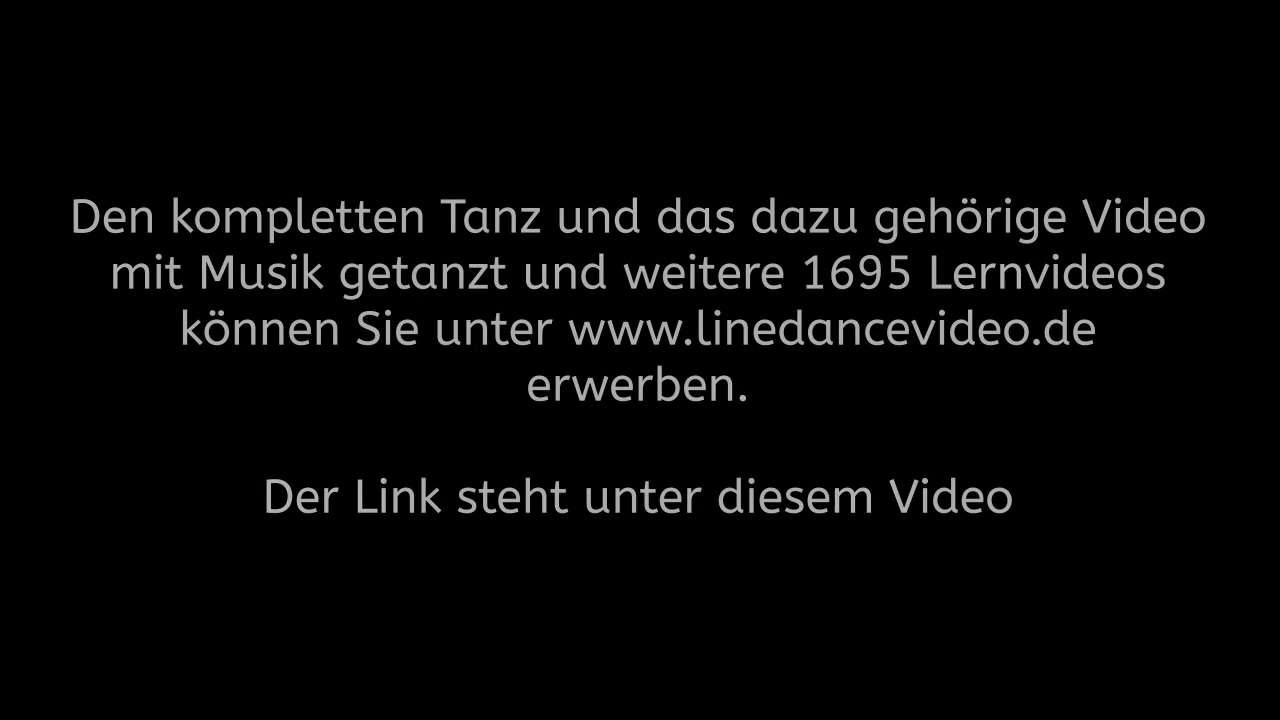 Den kompletten Tanz und das dazu gehörige Video
mit Musik getanzt und weitere 1695 Lernvideos
können Sie unter www.linedancevideo.de
erwerben.
Der Link steht unter diesem Video